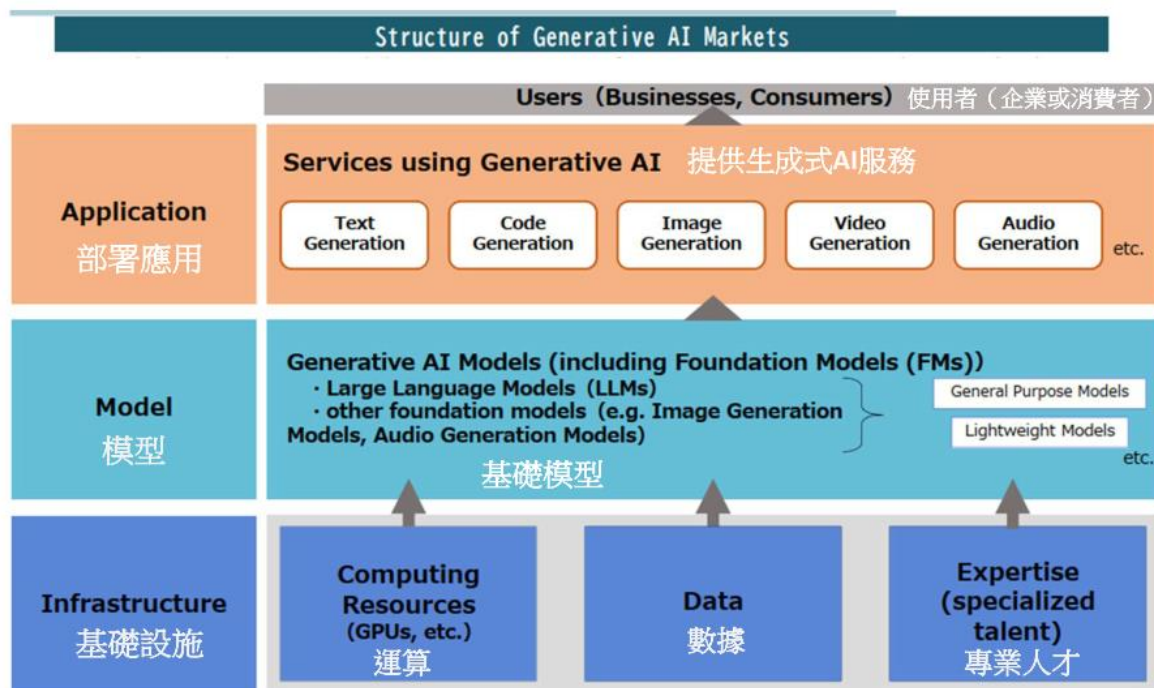 Structure of Generative AI Markets
Users（Businesses, Consumers）使用者（企業或消費者）
Application
部署應用
Services using Generative AI 提供生成式AI服務
Text
Generation
Code
Generation
Image
Generation
Video
Generation
Audio
Generation
etc.
Model
模型
Generative AI Models (including Foundation Models (FMs)）
・Large Language Models（LLMs)
・other foundation models（e.g. Image Generation
Models, Audio Generation Models）
基礎模型
General Purpose Models
Lightweight Models
etc.
Infrastructure
基礎設施
Computing
Resources
(GPUs, etc.)
運算
Data
數據
Expertise
(specialized
talent)
專業人才